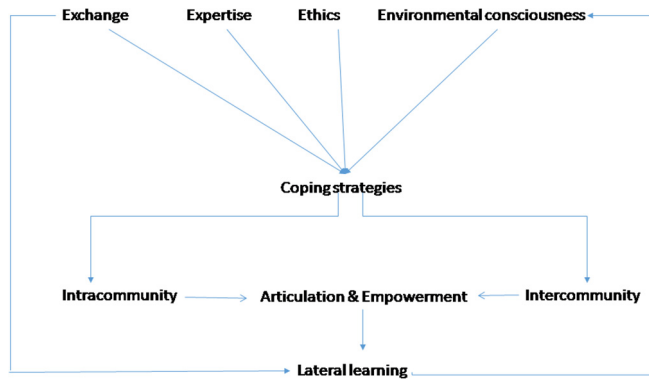 Exchange Expertise Ethics Environmental consciousness
Coping strategies
Intracommunity Articulation & Empowerment Intercommunity
Lateral learning